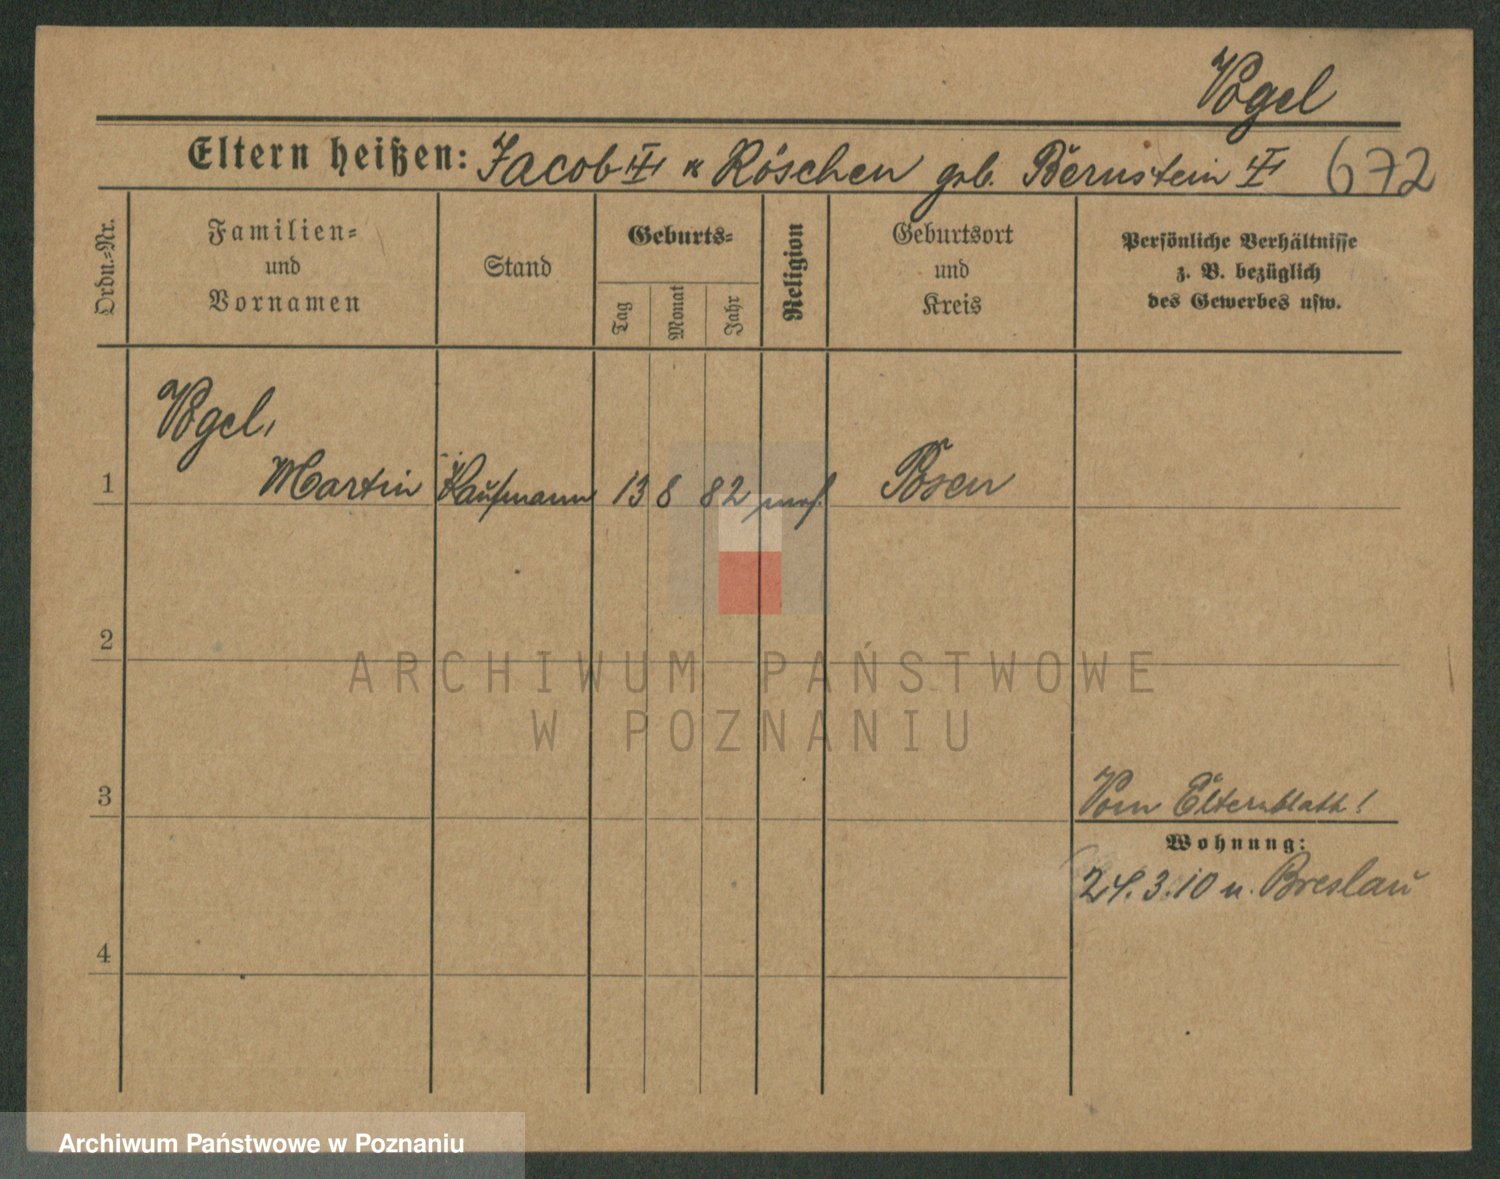 Vogel
Eltern heißen: Jacob u Röschen geb. Bernstein 672
Ordn.-Nr.
Familien-
und
Vornamen
Stand
Geburts-
Tag
Monat
Jahr
Religion
Geburtsort
und
Kreis
Persönliche Verhältnisse
z. B. bezüglich
des Gewerbes usw.
Vogel,
1 Martin Kaufmann 13 8 82 mos. Posen
2
ARCHIWUM PAŃSTWOWE
W POZNANIU
3
Vom Elternblatt!
Wohnung:
24.3.10 n. Breslau
4
Archiwum Państwowe w Poznaniu